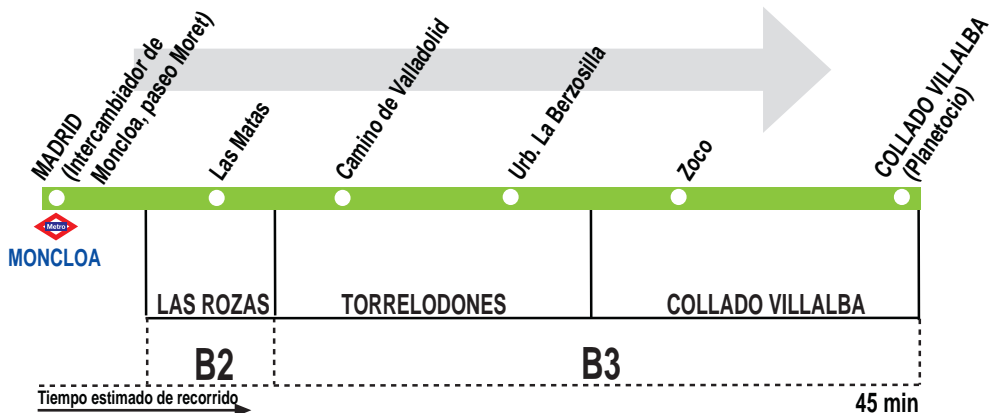 MADRID
(Intercambiador de
Moncloa, paseo Moret)
Las Matas
Camino de Valladolid
Urb. La Berzosilla
Zoco
COLLADO VILLALBA
(Planetocio)
Metro
MONCLOA
LAS ROZAS
TORRELODONES
COLLADO VILLALBA
B2
B3
Tiempo estimado de recorrido
45 min